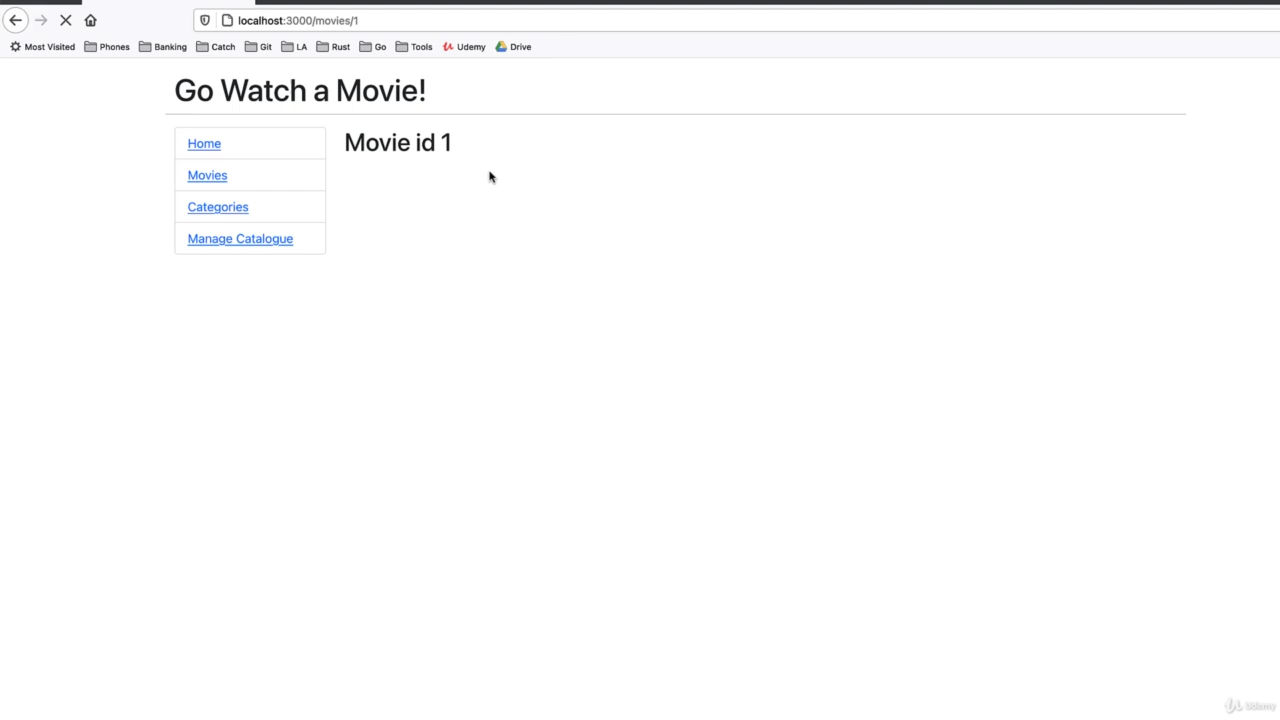 localhost:3000/movies/1
Most Visited Phones Banking Catch Git LA Rust Go Tools Udemy Drive
Go Watch a Movie!
Home
Movies
Categories
Manage Catalogue
Movie id 1
Udemy